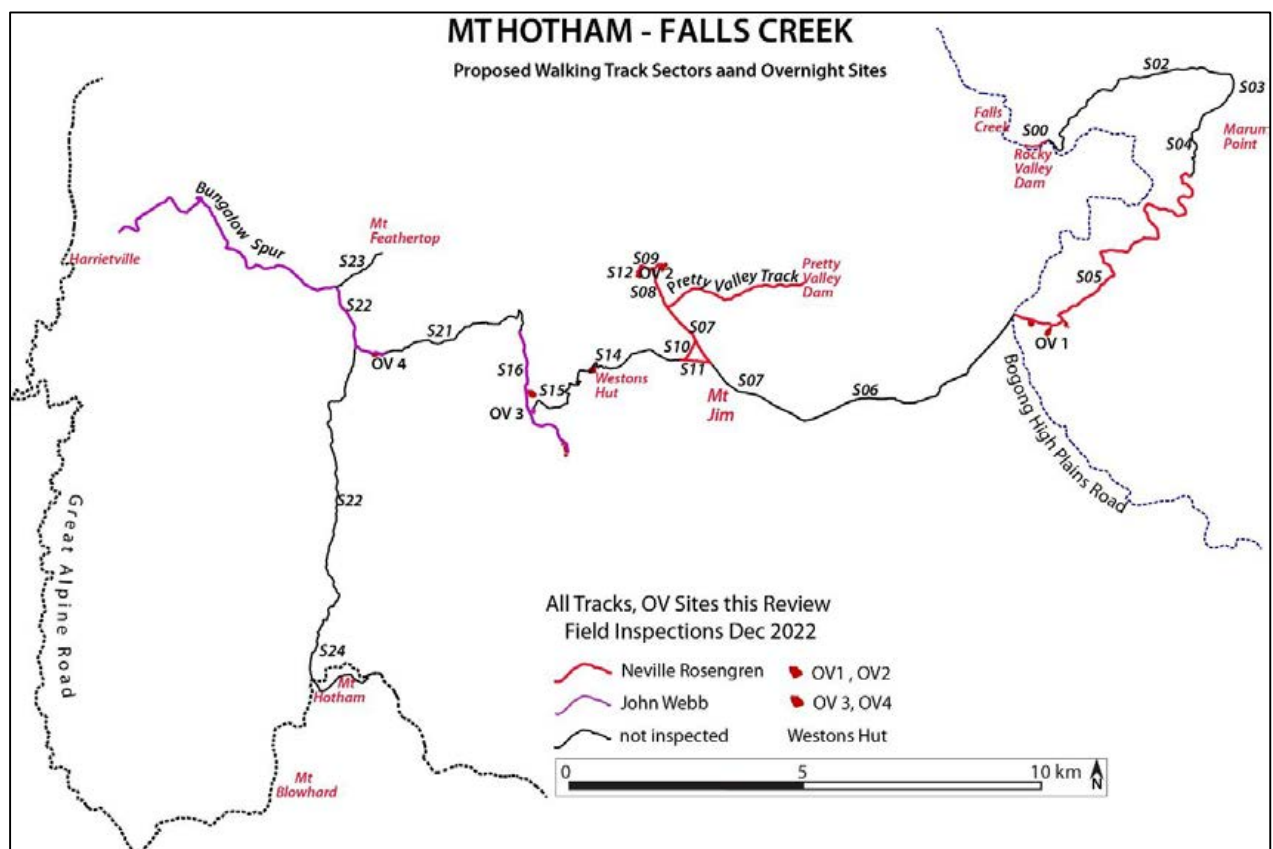 MT HOTHAM - FALLS CREEK
Proposed Walking Track Sectors aand Overnight Sites
S02
S03
Falls
Creek
S00
Rocky
Valley
Dam
S04
Marum
Point
Bungalow Spur
Harrietville
Mt
Feathertop
S23
S22
S09
S12
OV 2
S08
Pretty Valley Track
Pretty
Valley
Dam
S05
OV 1
S21
OV 4
S07
S10
S11
S14
S16
S15
Westons
Hut
OV 3
Mt
Jim
S07
S06
Bogong High Plains Road
S22
Great Alpine Road
S24
Mt
Hotham
Mt
Blowhard
All Tracks, OV Sites this Review
Field Inspections Dec 2022
Neville Rosengren
OV1 , OV2
John Webb
OV 3, OV4
not inspected
Westons Hut
0
5
10 km
N